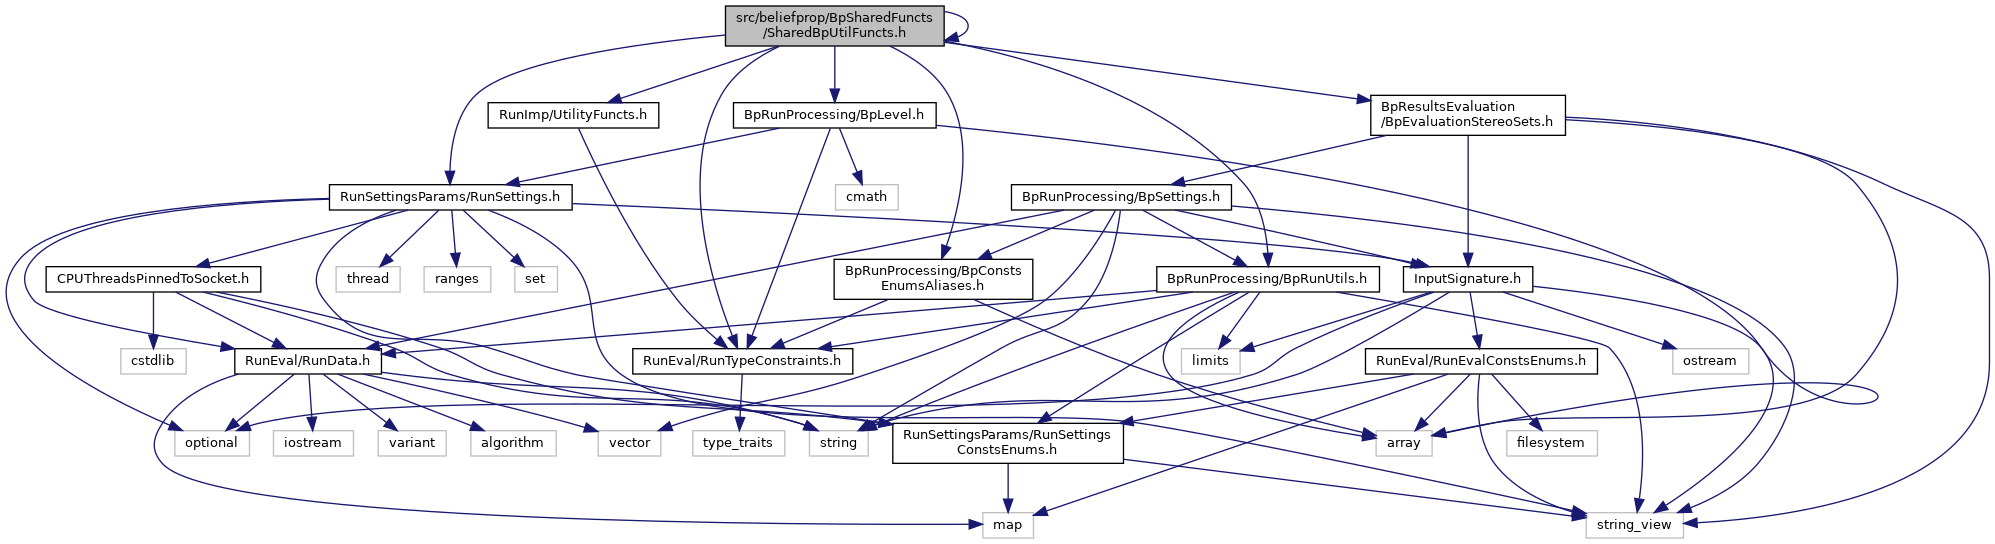 src/beliefprop/BpSharedFuncts
/SharedBpUtilFuncts.h
RunImp/UtilityFuncts.h
BpRunProcessing/BpLevel.h
BpResultsEvaluation
/BpEvaluationStereoSets.h
RunSettingsParams/RunSettings.h
cmath
BpRunProcessing/BpSettings.h
CPUThreadsPinnedToSocket.h
thread
ranges
set
BpRunProcessing/BpConsts
EnumsAliases.h
BpRunProcessing/BpRunUtils.h
InputSignature.h
cstdlib
RunEval/RunData.h
RunEval/RunTypeConstraints.h
limits
RunEval/RunEvalConstsEnums.h
ostream
optional
iostream
variant
algorithm
vector
type_traits
string
RunSettingsParams/RunSettings
ConstsEnums.h
array
filesystem
map
string_view